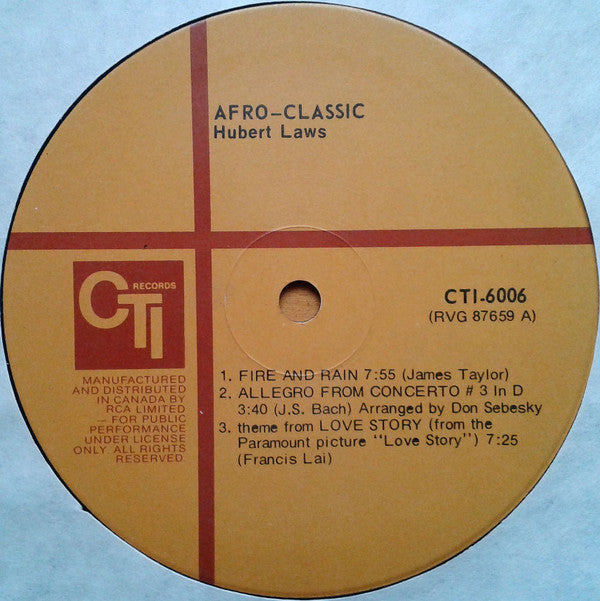 AFRO-CLASSIC
Hubert Laws
CTI RECORDS
CTI-6006
(RVG 87659 A)
MANUFACTURED
AND DISTRIBUTED
IN CANADA BY
RCA LIMITED
– FOR PUBLIC
PERFORMANCE
UNDER LICENSE
ONLY. ALL RIGHTS
RESERVED.
1. FIRE AND RAIN 7:55 (James Taylor)
2. ALLEGRO FROM CONCERTO # 3 In D
3:40 (J.S. Bach) Arranged by Don Sebesky
3. theme from LOVE STORY (from the
Paramount picture "Love Story") 7:25
(Francis Lai)